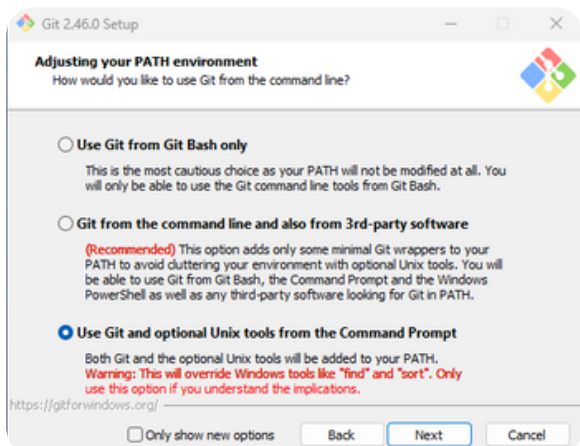 Git 2.46.0 Setup
Adjusting your PATH environment
How would you like to use Git from the command line?
Use Git from Git Bash only
This is the most cautious choice as your PATH will not be modified at all. You
will only be able to use the Git command line tools from Git Bash.
Git from the command line and also from 3rd-party software
(Recommended) This option adds only some minimal Git wrappers to your
PATH to avoid cluttering your environment with optional Unix tools. You will
be able to use Git from Git Bash, the Command Prompt and the Windows
PowerShell as well as any third-party software looking for Git in PATH.
Use Git and optional Unix tools from the Command Prompt
Both Git and the optional Unix tools will be added to your PATH.
Warning: This will override Windows tools like "find" and "sort". Only
use this option if you understand the implications.
https://gitforwindows.org/
Only show new options Back Next Cancel